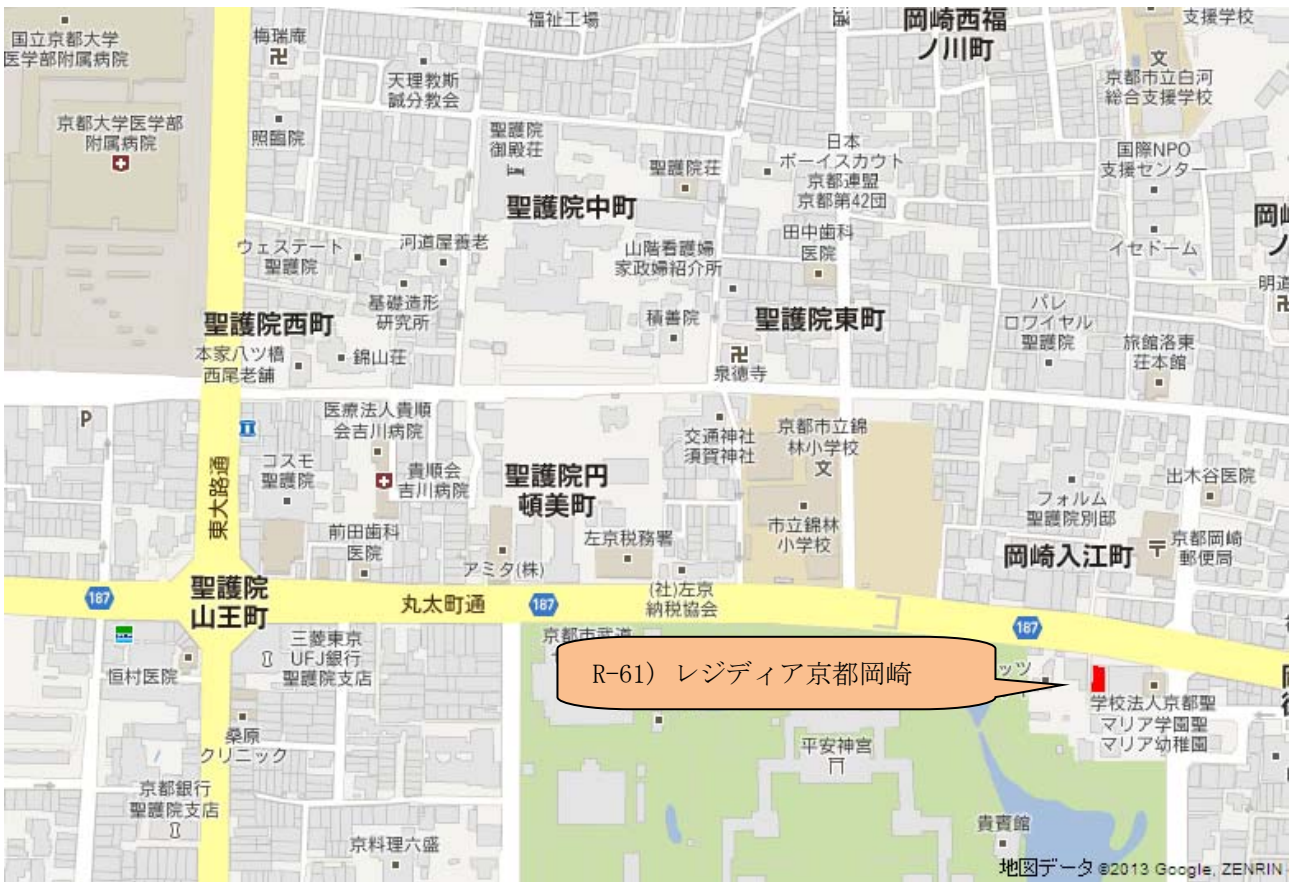 国立京都大学
医学部附属病院
梅瑞庵
福祉工場
岡崎西福
ノ川町
支援学校
文
京都市立白河
総合支援学校
天理教斯
誠分教会
京都大学医学部
附属病院
照臨院
聖護院
御殿荘
聖護院荘
日本
ボーイスカウト
京都連盟
京都第42団
国際NPO
支援センター
聖護院中町
ウェステート
聖護院
河道屋養老
山階看護婦
家政婦紹介所
田中歯科
医院
イセドーム
明道
基礎造形
研究所
聖護院西町
積善院
聖護院東町
パレ
ロワイヤル
聖護院
本家八ツ橋
西尾老舗
錦山荘
泉徳寺
旅館洛東
荘本館
P
医療法人貴順
会吉川病院
交通神社
須賀神社
京都市立錦
林小学校
文
コスモ
聖護院
貴順会
吉川病院
聖護院円
頓美町
出木谷医院
東大路通
フォルム
聖護院別邸
前田歯科
医院
左京税務署
市立錦林
小学校
岡崎入江町
京都岡崎
郵便局
アミタ(株)
聖護院
山王町
187
丸太町通
187
(社)左京
納税協会
187
恒村医院
三菱東京
UFJ銀行
聖護院支店
京都市武道
R-61) レジディア京都岡崎
ッツ
学校法人京都聖
マリア学園聖
マリア幼稚園
桑原
クリニック
平安神宮
京都銀行
聖護院支店
京料理六盛
貴賓館
地図データ ©2013 Google, ZENRIN